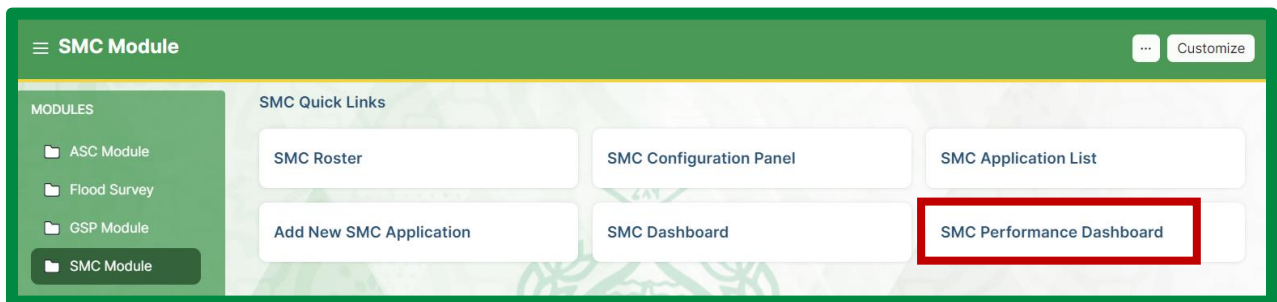 SMC Module
... Customize
MODULES
ASC Module
Flood Survey
GSP Module
SMC Module
SMC Quick Links
SMC Roster
SMC Configuration Panel
SMC Application List
Add New SMC Application
SMC Dashboard
SMC Performance Dashboard